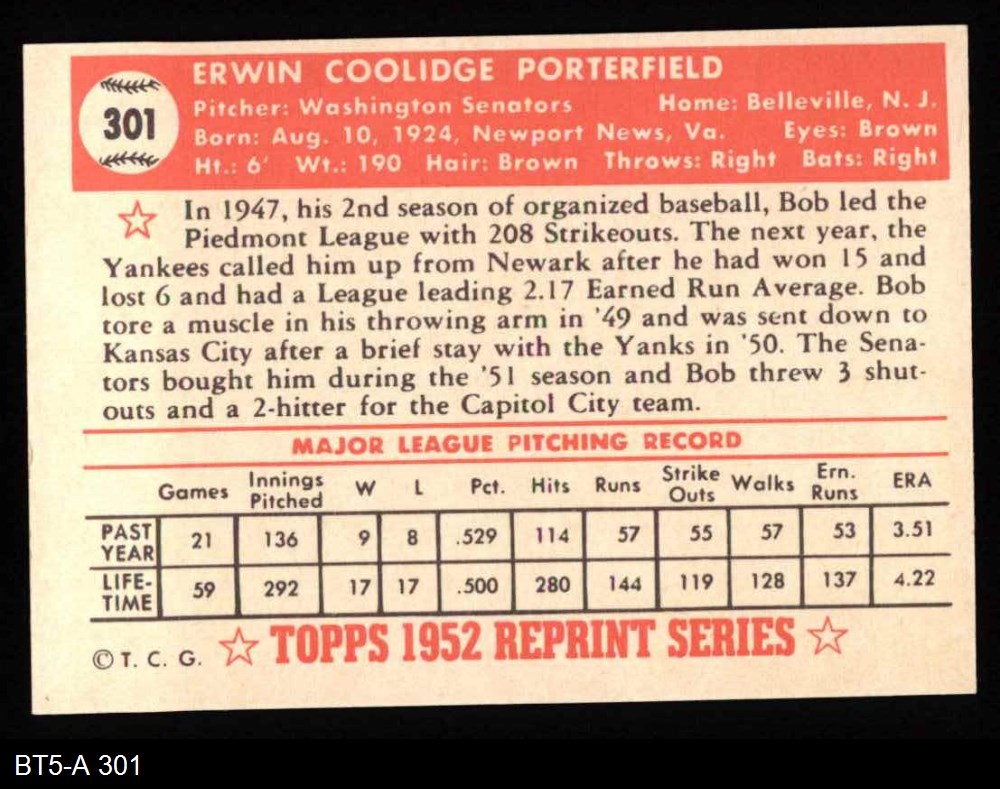 301
ERWIN COOLIDGE PORTERFIELD
Pitcher: Washington Senators Home: Belleville, N. J.
Born: Aug. 10, 1924, Newport News, Va. Eyes: Brown
Ht.: 6' Wt.: 190 Hair: Brown Throws: Right Bats: Right
In 1947, his 2nd season of organized baseball, Bob led the
Piedmont League with 208 Strikeouts. The next year, the
Yankees called him up from Newark after he had won 15 and
lost 6 and had a League leading 2.17 Earned Run Average. Bob
tore a muscle in his throwing arm in '49 and was sent down to
Kansas City after a brief stay with the Yanks in '50. The Sena-
tors bought him during the '51 season and Bob threw 3 shut-
outs and a 2-hitter for the Capitol City team.
MAJOR LEAGUE PITCHING RECORD
Games Innings Pitched W L Pct. Hits Runs Strike Outs Walks Ern. Runs ERA
PAST YEAR 21 136 9 8 .529 114 57 55 57 53 3.51
LIFE-TIME 59 292 17 17 .500 280 144 119 128 137 4.22
© T. C. G. ☆ TOPPS 1952 REPRINT SERIES ☆
BT5-A 301